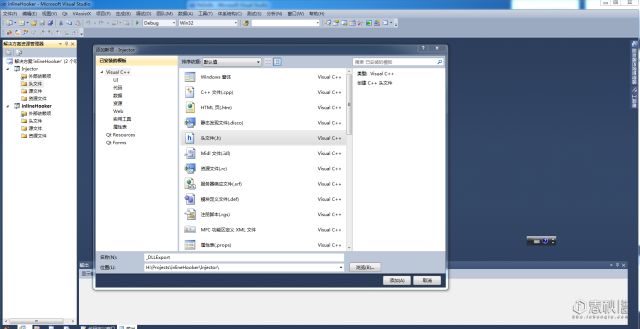 InlineHooker - Microsoft Visual Studio
文件(F) 编辑(E) 视图(V) VAssistX 项目(P) 生成(B) 调试(D) 团队(M) 数据(A) 工具(T) 体系结构(C) 测试(S) 分析(N) 窗口(W) 帮助(H)
Debug Win32
解决方案资源管理器
解决方案"InlineHooker" (2 个项
Injector
外部依赖项
头文件
源文件
资源文件
InlineHooker
外部依赖项
头文件
源文件
资源文件
添加新项 - Injector
已安装的模板
排序依据: 默认值
搜索 已安装的模板
Visual C++
UI
代码
数据
资源
Web
实用工具
属性表
Qt Resources
Qt Forms
Windows 窗体 Visual C++
C++ 文件(.cpp) Visual C++
HTML 页(.htm) Visual C++
静态发现文件(.disco) Visual C++
头文件(.h) Visual C++
Midl 文件(.idl) Visual C++
资源文件(.rc) Visual C++
服务器响应文件(.srf) Visual C++
模块定义文件(.def) Visual C++
注册脚本(.rgs) Visual C++
MFC 功能区定义 XML 文件 Visual C++
属性表(.props) Visual C++
类型: Visual C++
创建 C++ 头文件
名称(N): _DLLExport
位置(L): H:\Projects\InlineHooker\Injector\
浏览(B)...
添加(A) 取消
输出